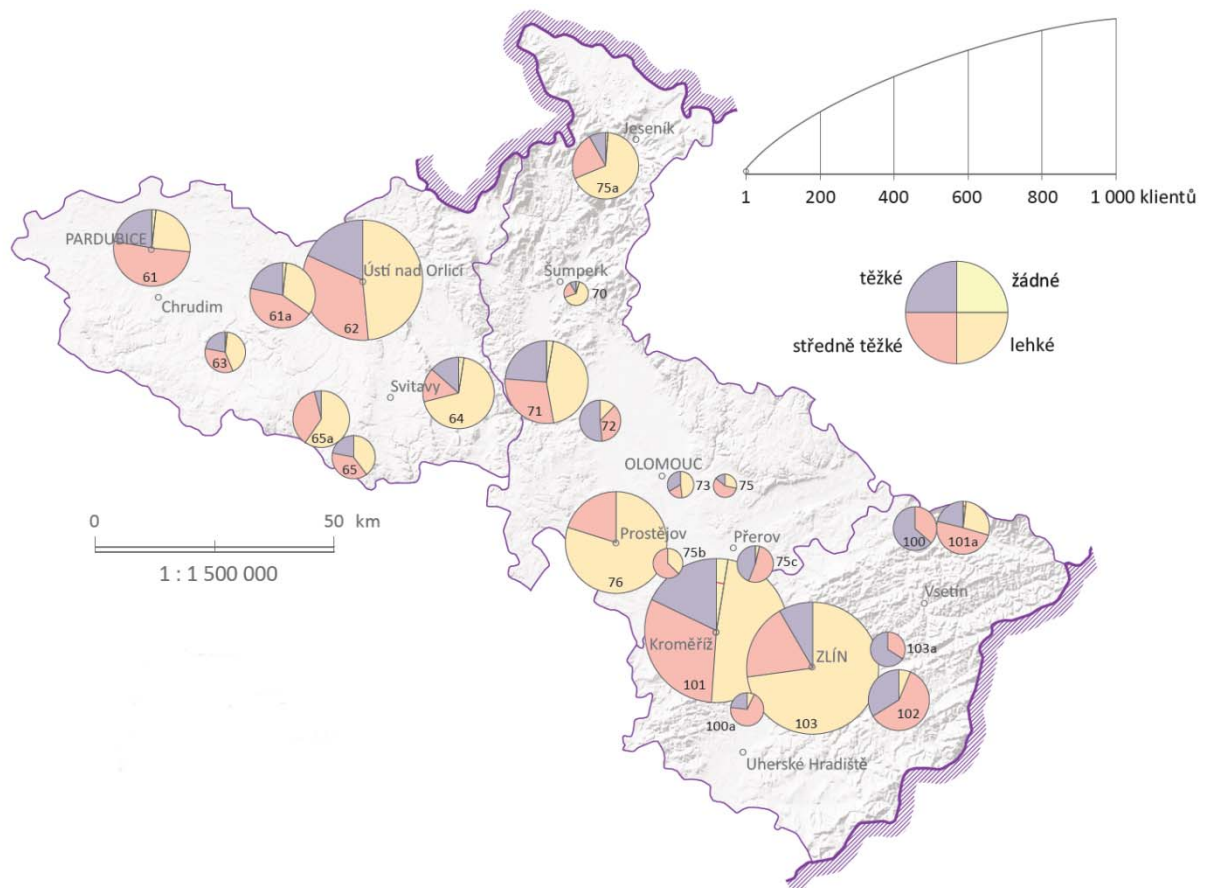 Jeseník
75a
1
200
400
600
800
1 000 klientů
PARDUBICE
61
Chrudim
61a
Ústí nad Orlicí
62
Šumperk
70
těžké
žádné
středně těžké
lehké
63
Svitavy
64
71
65a
65
72
OLOMOUC
73
75
0
50 km
1 : 1 500 000
Prostějov
76
75b
Přerov
75c
100
101a
Vsetín
Kroměříž
101
ZLÍN
103
103a
102
100a
Uherské Hradiště